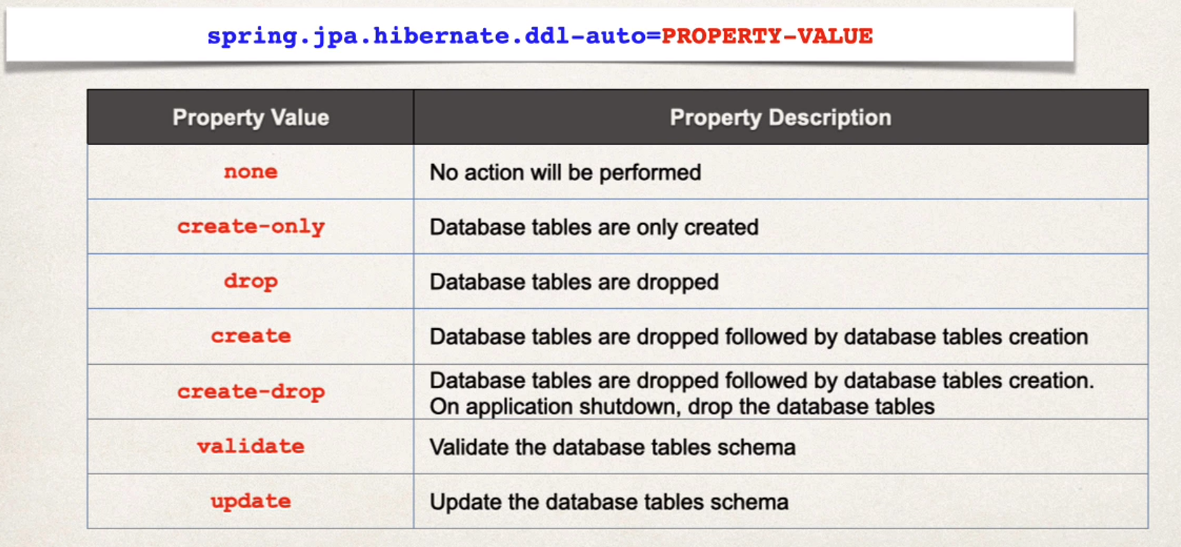 spring.jpa.hibernate.ddl-auto=PROPERTY-VALUE
Property Value Property Description
none No action will be performed
create-only Database tables are only created
drop Database tables are dropped
create Database tables are dropped followed by database tables creation
create-drop Database tables are dropped followed by database tables creation.
On application shutdown, drop the database tables
validate Validate the database tables schema
update Update the database tables schema